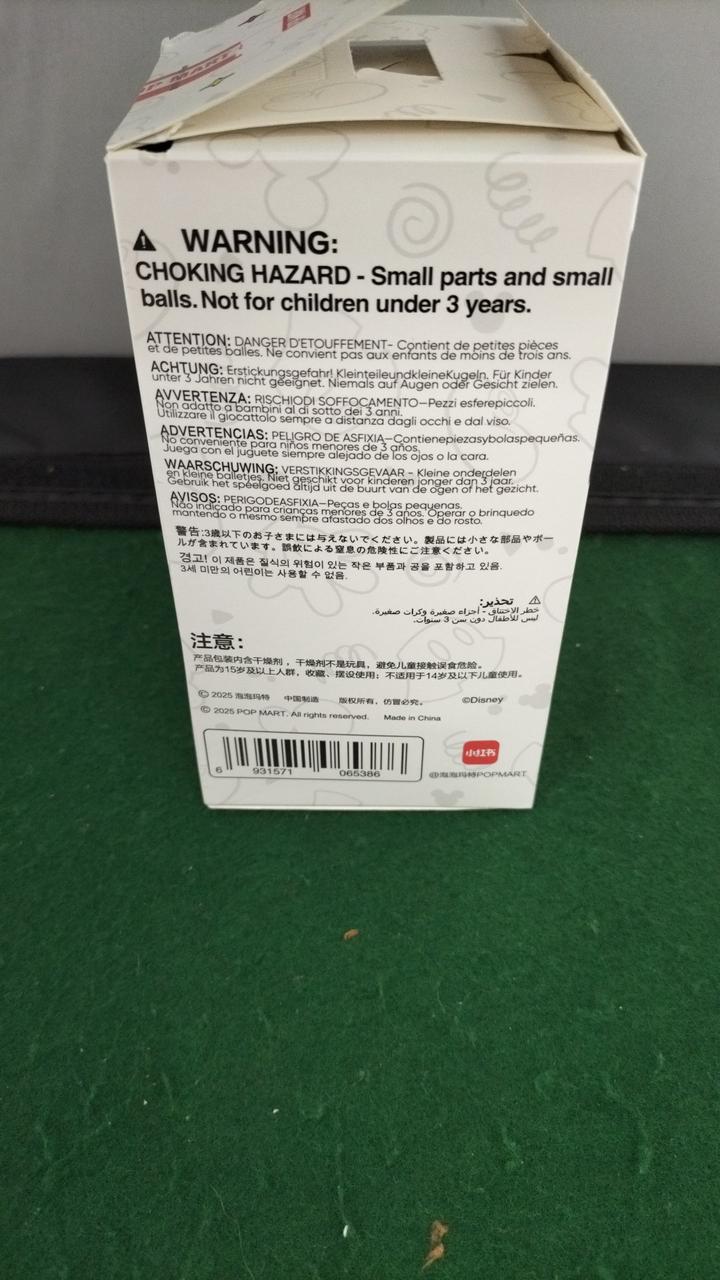 POP MART
WARNING:
CHOKING HAZARD - Small parts and small
balls. Not for children under 3 years.
ATTENTION: DANGER D'ETOUFFEMENT- Contient de petites pièces
et de petites balles. Ne convient pas aux enfants de moins de trois ans.
ACHTUNG: Erstickungsgefahr! KleinteileundkleineKugeln. Für Kinder
unter 3 Jahren nicht geeignet. Niemals auf Augen oder Gesicht zielen.
AVVERTENZA: RISCHIODI SOFFOCAMENTO—Pezzi esferepiccoli.
Non adatto a bambini al di sotto dei 3 anni.
Utilizzare il giocattolo sempre a distanza dagli occhi e dal viso.
ADVERTENCIAS: PELIGRO DE ASFIXIA—Contienepiezasybolaspequeñas.
No conveniente para niños menores de 3 años.
Juega con el juguete siempre alejado de los ojos o la cara.
WAARSCHUWING: VERSTIKKINGSGEVAAR - Kleine onderdelen
en kleine balletjes. Niet geschikt voor kinderen jonger dan 3 jaar.
Gebruik het speelgoed altijd uit de buurt van de ogen of het gezicht.
AVISOS: PERIGODEASFIXIA—Peças e bolas pequenas.
Não indicado para crianças menores de 3 años. Operar o brinquedo
mantendo o mesmo sempre afastado dos olhos e do rosto.
警告:3歳以下のお子さまには与えないでください。製品には小さな部品やボー
ルが含まれています。誤飲による窒息の危険性にご注意ください。
경고! 이 제품은 질식의 위험이 있는 작은 부품과 공을 포함하고 있음.
3세 미만의 어린이는 사용할 수 없음.
تحذير:
خطر الاختناق - أجزاء صغيرة وكرات صغيرة.
ليس للأطفال دون سن 3 سنوات.
注意：
产品包装内含干燥剂，干燥剂不是玩具，避免儿童接触误食危险。
产品为15岁及以上人群，收藏、摆设使用；不适用于14岁及以下儿童使用。
© 2025 泡泡玛特 中国制造 版权所有，仿冒必究。 ©Disney
© 2025 POP MART. All rights reserved. Made in China
小红书
6 931571 065386
@泡泡玛特POPMART